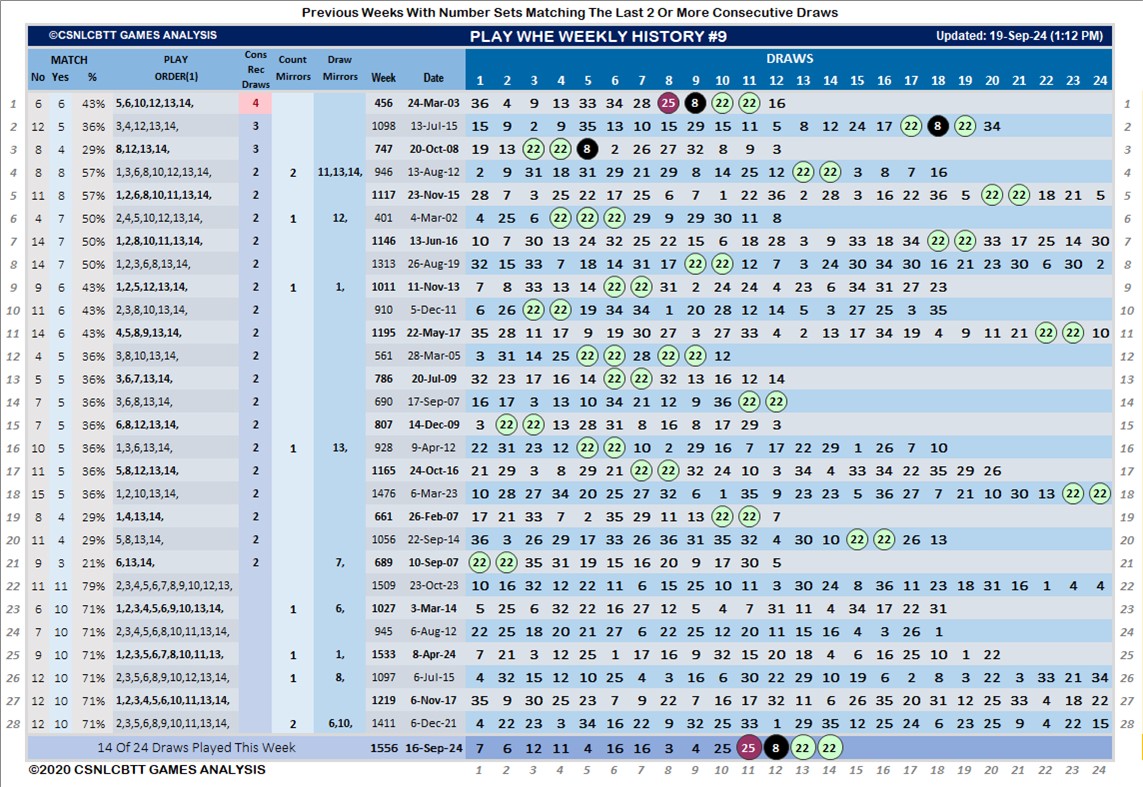 Previous Weeks With Number Sets Matching The Last 2 Or More Consecutive Draws
©CSNLCBTT GAMES ANALYSIS PLAY WHE WEEKLY HISTORY #9 Updated: 19-Sep-24 (1:12 PM)
MATCH PLAY Cons Rec Draws Count Mirrors Draw Mirrors DRAWS
No Yes % ORDER(1) Week Date 1 2 3 4 5 6 7 8 9 10 11 12 13 14 15 16 17 18 19 20 21 22 23 24
1 6 6 43% 5,6,10,12,13,14, 4 456 24-Mar-03 36 4 9 13 33 34 28 25 8 22 22 16 1
2 12 5 36% 3,4,12,13,14, 3 1098 13-Jul-15 15 9 2 9 35 13 10 15 29 15 11 5 8 12 24 17 22 8 22 34 2
3 8 4 29% 8,12,13,14, 3 747 20-Oct-08 19 13 22 22 8 2 26 27 32 8 9 3 3
4 8 8 57% 1,3,6,8,10,12,13,14, 2 2 11,13,14, 946 13-Aug-12 2 9 31 18 31 29 21 29 8 14 25 12 22 22 3 8 7 16 4
5 11 8 57% 1,2,6,8,10,11,13,14, 2 1117 23-Nov-15 28 7 3 25 22 17 25 6 7 1 22 36 2 28 3 16 22 36 5 22 22 18 21 5 5
6 4 7 50% 2,4,5,10,12,13,14, 2 1 12, 401 4-Mar-02 4 25 6 22 22 22 29 9 29 30 11 8 6
7 14 7 50% 1,2,8,10,11,13,14, 2 1146 13-Jun-16 10 7 30 13 24 32 25 22 15 6 18 28 3 9 33 18 34 22 22 33 17 25 14 30 7
8 14 7 50% 1,2,3,6,8,13,14, 2 1313 26-Aug-19 32 15 33 7 18 14 31 17 22 22 12 7 3 24 30 34 30 16 21 23 30 6 30 2 8
9 9 6 43% 1,2,5,12,13,14, 2 1 1, 1011 11-Nov-13 7 8 33 13 14 22 22 31 2 24 24 4 23 6 34 31 27 23 9
10 11 6 43% 2,3,8,10,13,14, 2 910 5-Dec-11 6 26 22 22 19 34 34 1 20 28 12 14 5 3 27 25 3 35 10
11 14 6 43% 4,5,8,9,13,14, 2 1195 22-May-17 35 28 11 17 9 19 30 27 3 27 33 4 2 13 17 34 19 4 9 11 21 22 22 10 11
12 4 5 36% 3,8,10,13,14, 2 561 28-Mar-05 3 31 14 25 22 22 28 22 22 12 12
13 5 5 36% 3,6,7,13,14, 2 786 20-Jul-09 32 23 17 16 14 22 22 32 13 16 12 14 13
14 7 5 36% 3,6,8,13,14, 2 690 17-Sep-07 16 17 3 13 10 34 21 12 9 36 22 22 14
15 7 5 36% 6,8,12,13,14, 2 807 14-Dec-09 3 22 22 13 28 31 8 16 8 17 29 3 15
16 10 5 36% 1,3,6,13,14, 2 1 13, 928 9-Apr-12 22 31 23 12 22 22 10 2 29 16 7 17 22 29 1 26 7 10 16
17 11 5 36% 5,8,12,13,14, 2 1165 24-Oct-16 21 29 3 8 29 21 22 22 32 24 10 3 34 4 33 34 22 35 29 26 17
18 15 5 36% 1,2,10,13,14, 2 1476 6-Mar-23 10 28 27 34 20 25 27 32 6 1 35 9 23 23 5 36 27 7 21 10 30 13 22 22 18
19 8 4 29% 1,4,13,14, 2 661 26-Feb-07 17 21 33 7 2 35 29 11 13 22 22 7 19
20 11 4 29% 5,8,13,14, 2 1056 22-Sep-14 36 3 26 29 17 33 26 36 31 35 32 4 30 10 22 22 26 13 20
21 9 3 21% 6,13,14, 2 7, 689 10-Sep-07 22 22 35 31 19 15 16 20 9 17 30 5 21
22 11 11 79% 2,3,4,5,6,7,8,9,10,12,13, 1509 23-Oct-23 10 16 32 12 22 11 6 15 25 10 11 3 30 24 8 36 11 23 18 31 16 1 4 4 22
23 6 10 71% 1,2,3,4,5,6,9,10,13,14, 1 6, 1027 3-Mar-14 5 25 6 32 22 16 27 12 5 4 7 31 11 4 34 17 22 31 23
24 7 10 71% 2,3,4,5,6,8,10,11,13,14, 945 6-Aug-12 22 25 18 20 21 27 6 22 25 12 20 11 15 16 4 3 26 1 24
25 9 10 71% 1,2,3,5,6,7,8,10,11,13, 1 1, 1533 8-Apr-24 7 21 3 12 25 1 17 16 9 32 15 20 18 4 6 16 25 10 1 22 25
26 12 10 71% 2,3,5,6,8,9,10,12,13,14, 1 8, 1097 6-Jul-15 4 32 15 12 10 25 4 3 16 6 30 22 29 10 19 6 2 8 3 22 3 33 21 34 26
27 12 10 71% 1,2,3,4,5,6,10,11,13,14, 1219 6-Nov-17 35 9 30 25 23 7 9 22 7 16 17 32 11 6 26 35 20 31 12 25 33 4 18 22 27
28 12 10 71% 2,3,5,6,8,9,10,11,13,14, 2 6,10, 1411 6-Dec-21 4 22 23 3 34 16 22 9 32 25 33 1 29 35 12 25 24 6 23 25 9 4 22 15 28
14 Of 24 Draws Played This Week 1556 16-Sep-24 7 6 12 11 4 16 16 3 4 25 25 8 22 22
©2020 CSNLCBTT GAMES ANALYSIS 1 2 3 4 5 6 7 8 9 10 11 12 13 14 15 16 17 18 19 20 21 22 23 24